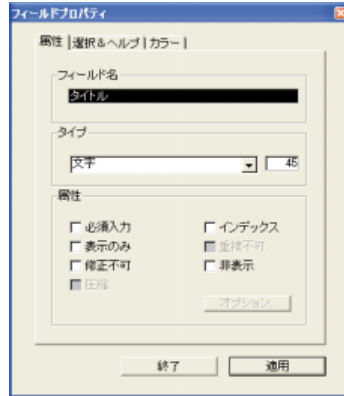 フィールドプロパティ
属性 選択&ヘルプ カラー
フィールド名
タイトル
タイプ
文字 45
属性
必須入力 インデックス
表示のみ 重複不可
修正不可 非表示
圧縮
オプション...
終了 適用